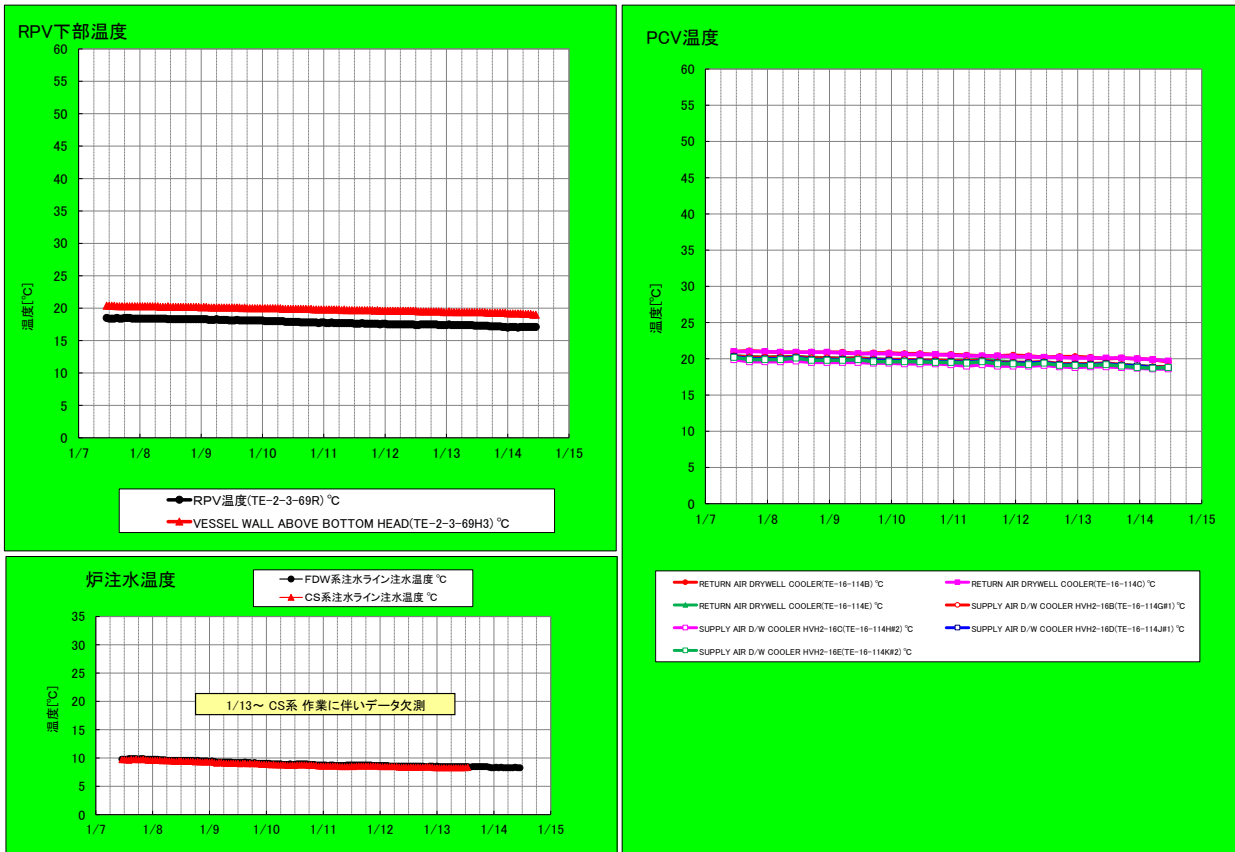 RPV下部温度
60
55
50
45
40
35
30
25
20
15
10
5
0
温度[℃]
1/7 1/8 1/9 1/10 1/11 1/12 1/13 1/14 1/15
RPV温度(TE-2-3-69R) ℃
VESSEL WALL ABOVE BOTTOM HEAD(TE-2-3-69H3) ℃
炉注水温度
FDW系注水ライン注水温度 ℃
CS系注水ライン注水温度 ℃
35
30
25
20
15
10
5
0
温度[℃]
1/13～ CS系 作業に伴いデータ欠測
1/7 1/8 1/9 1/10 1/11 1/12 1/13 1/14 1/15
PCV温度
60
55
50
45
40
35
30
25
20
15
10
5
0
温度[℃]
1/7 1/8 1/9 1/10 1/11 1/12 1/13 1/14 1/15
RETURN AIR DRYWELL COOLER(TE-16-114B) ℃
RETURN AIR DRYWELL COOLER(TE-16-114C) ℃
RETURN AIR DRYWELL COOLER(TE-16-114E) ℃
SUPPLY AIR D/W COOLER HVH2-16B(TE-16-114G#1) ℃
SUPPLY AIR D/W COOLER HVH2-16C(TE-16-114H#2) ℃
SUPPLY AIR D/W COOLER HVH2-16D(TE-16-114J#1) ℃
SUPPLY AIR D/W COOLER HVH2-16E(TE-16-114K#2) ℃